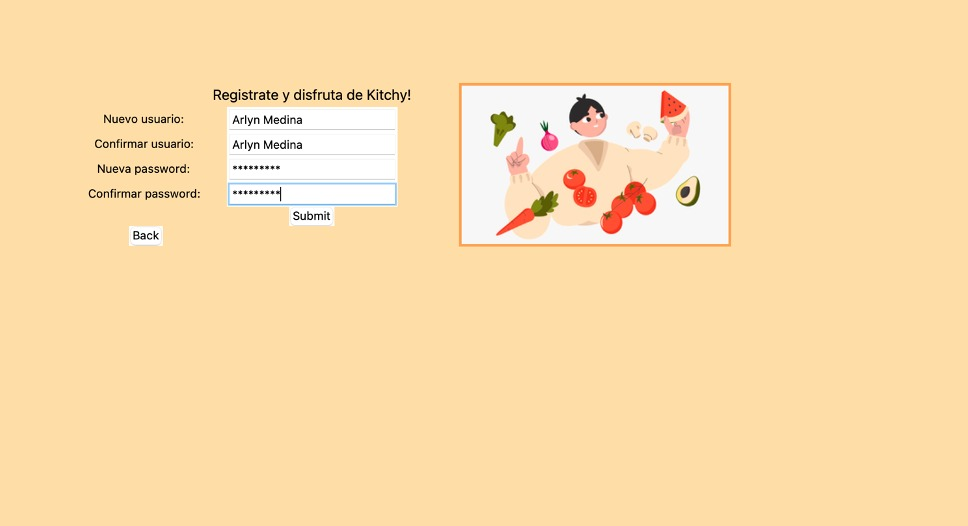 Registrate y disfruta de Kitchy!
Nuevo usuario: Arlyn Medina
Confirmar usuario: Arlyn Medina
Nueva password: *********
Confirmar password: *********
Submit
Back